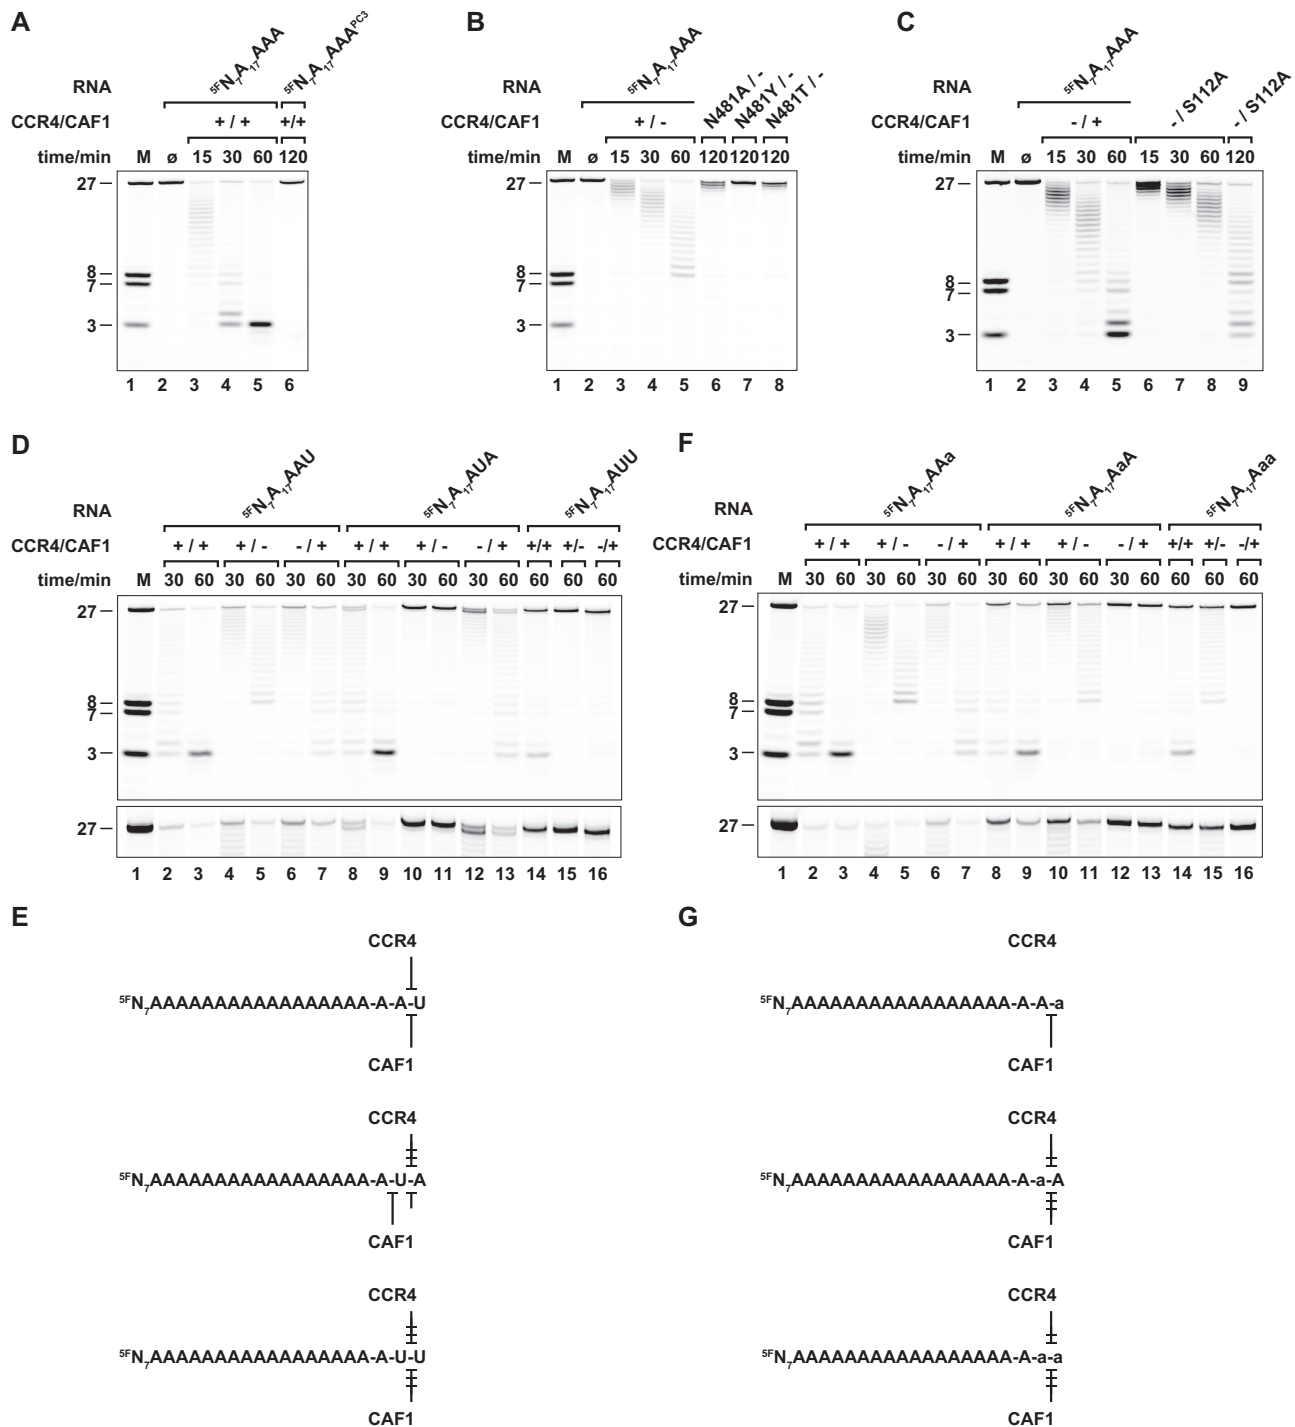 A
RNA
5FN7A17AAA
5FN7A17AAAPC3
CCR4/CAF1
+ / +
+/+
time/min
M ø 15 30 60 120
27
8
7
3
1 2 3 4 5 6
B
RNA
5FN7A17AAA
N481A / -
N481Y / -
N481T / -
CCR4/CAF1
+ / -
time/min
M ø 15 30 60 120 120 120
27
8
7
3
1 2 3 4 5 6 7 8
C
RNA
5FN7A17AAA
- / S112A
- / S112A
CCR4/CAF1
- / +
time/min
M ø 15 30 60 15 30 60 120
27
8
7
3
1 2 3 4 5 6 7 8 9
D
RNA
5FN7A17AAU
5FN7A17AUA
5FN7A17AUU
CCR4/CAF1
+ / + + / - - / + + / + + / - - / + +/+ +/- -/+
time/min
M 30 60 30 60 30 60 30 60 30 60 30 60 60 60 60
27
8
7
3
27
1 2 3 4 5 6 7 8 9 10 11 12 13 14 15 16
F
RNA
5FN7A17AAa
5FN7A17AaA
5FN7A17Aaa
CCR4/CAF1
+ / + + / - - / + + / + + / - - / + +/+ +/- -/+
time/min
M 30 60 30 60 30 60 30 60 30 60 30 60 60 60 60
27
8
7
3
27
1 2 3 4 5 6 7 8 9 10 11 12 13 14 15 16
E
CCR4
5FN7AAAAAAAAAAAAAAAAA-A-A-U
CAF1
CCR4
5FN7AAAAAAAAAAAAAAAAA-A-U-A
CAF1
CCR4
5FN7AAAAAAAAAAAAAAAAA-A-U-U
CAF1
G
CCR4
5FN7AAAAAAAAAAAAAAAAA-A-A-a
CAF1
CCR4
5FN7AAAAAAAAAAAAAAAAA-A-a-A
CAF1
CCR4
5FN7AAAAAAAAAAAAAAAAA-A-a-a
CAF1